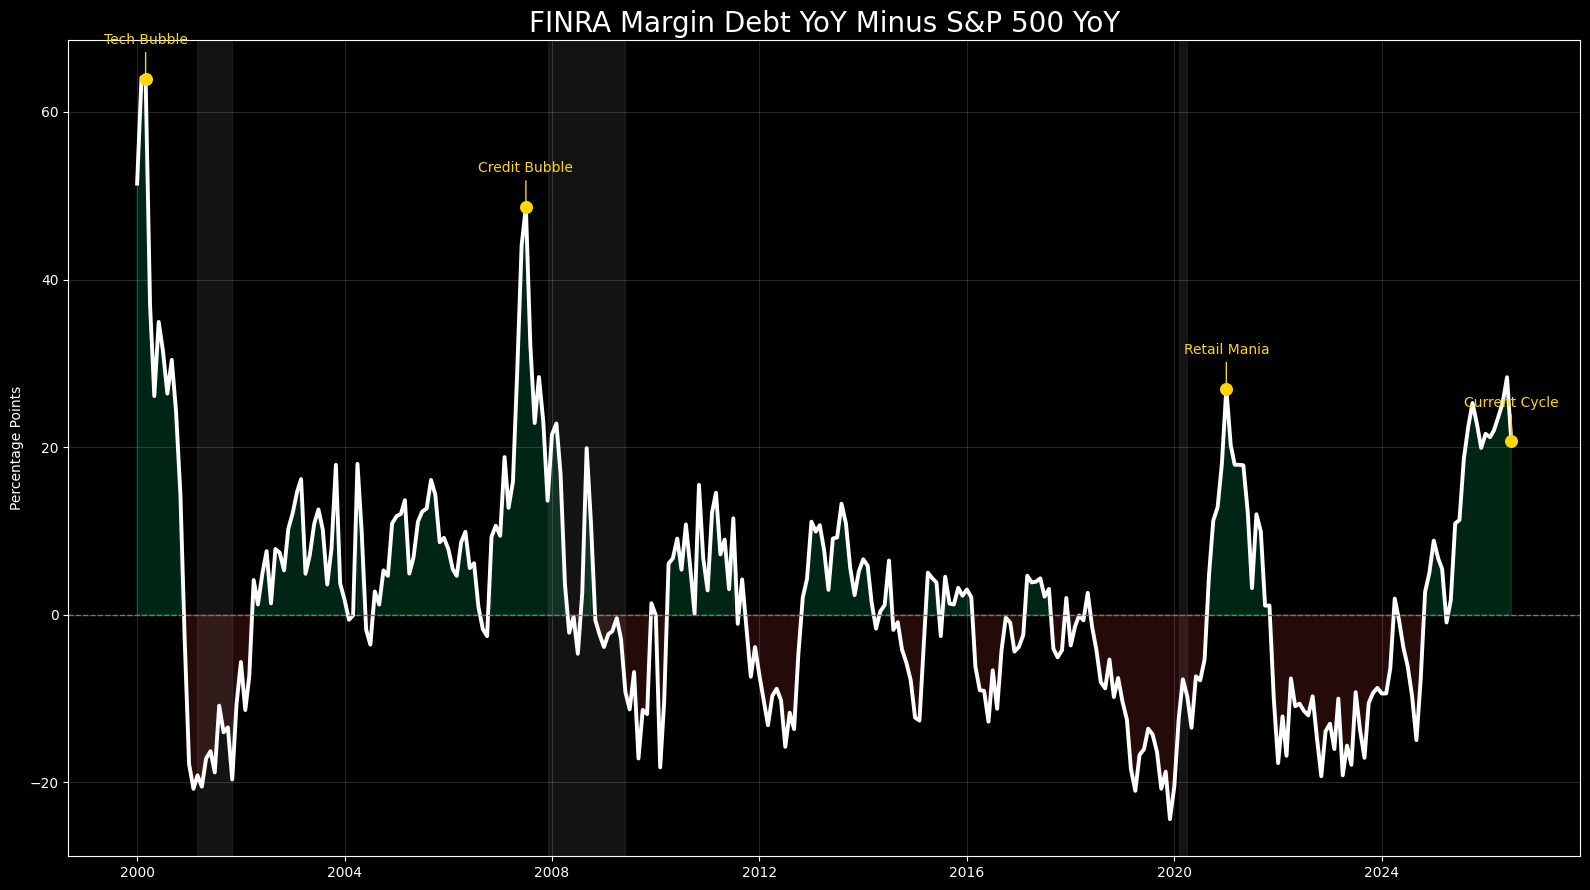 FINRA Margin Debt YoY Minus S&P 500 YoY
Tech Bubble
60
Credit Bubble
40
Retail Mania
Current Cycle
20
Percentage Points
0
−20
2000 2004 2008 2012 2016 2020 2024